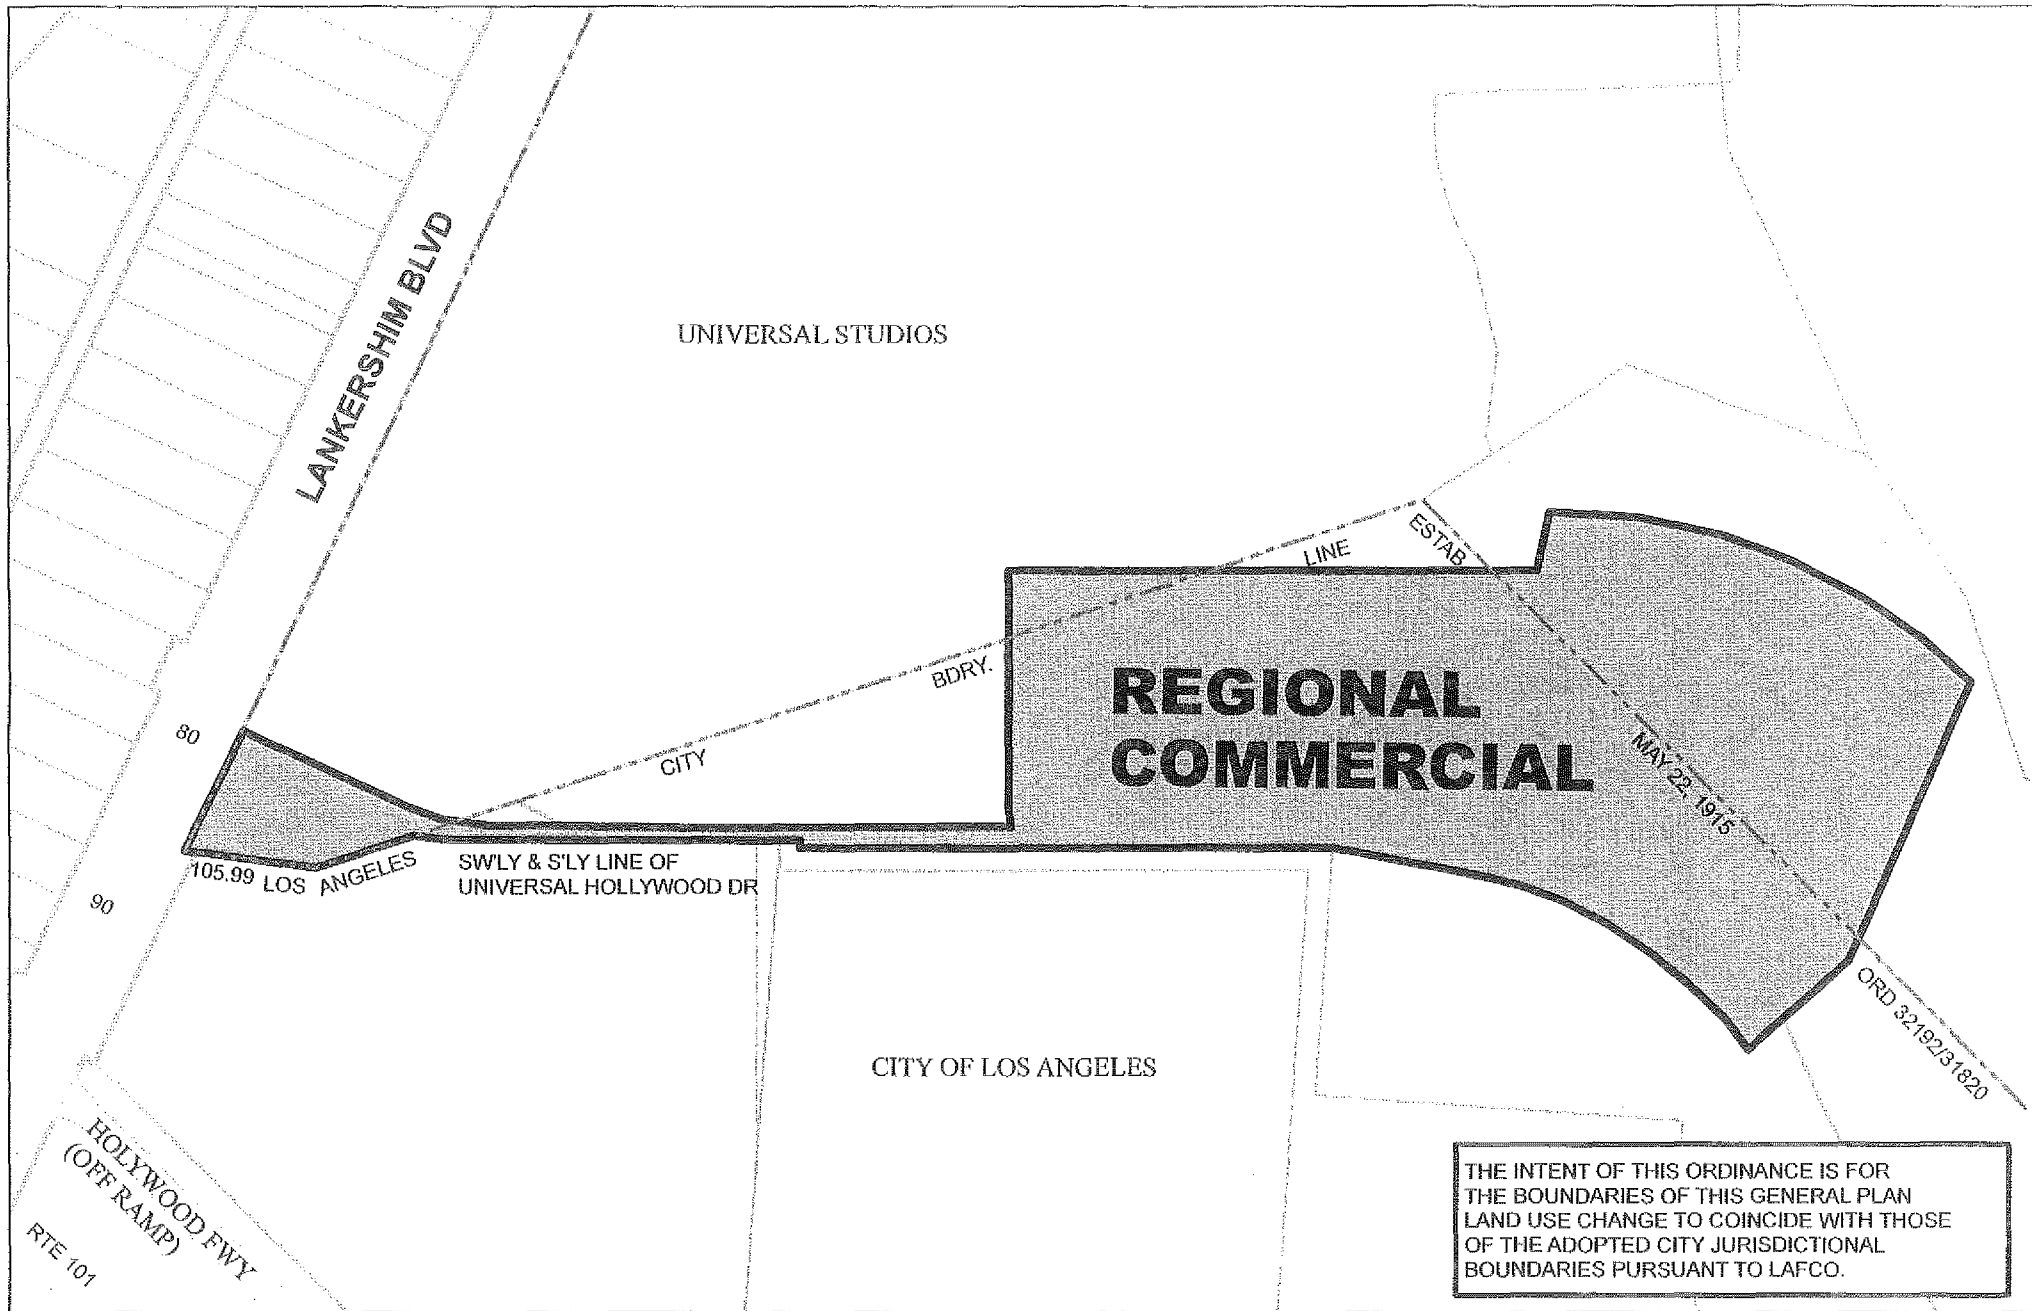 LANKERSHIM BLVD
UNIVERSAL STUDIOS
ESTAB
LINE
BDRY.
CITY
REGIONAL
COMMERCIAL
80
MAY 22, 1915
105.99 LOS ANGELES
SW'LY & S'LY LINE OF
UNIVERSAL HOLLYWOOD DR
90
ORD 32192/31820
CITY OF LOS ANGELES
HOLYWOOD FWY
(OFF RAMP)
RTE 101
THE INTENT OF THIS ORDINANCE IS FOR
THE BOUNDARIES OF THIS GENERAL PLAN
LAND USE CHANGE TO COINCIDE WITH THOSE
OF THE ADOPTED CITY JURISDICTIONAL
BOUNDARIES PURSUANT TO LAFCO.